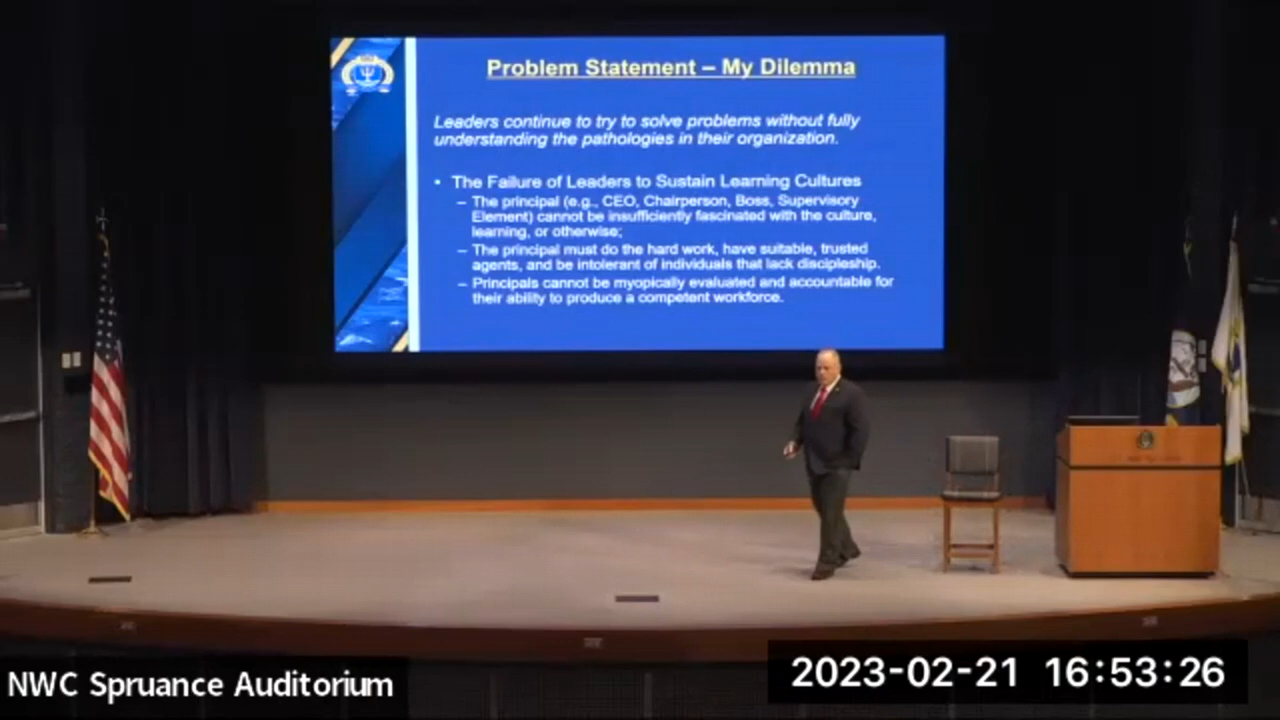 Problem Statement – My Dilemma
Leaders continue to try to solve problems without fully
understanding the pathologies in their organization.
• The Failure of Leaders to Sustain Learning Cultures
– The principal (e.g., CEO, Chairperson, Boss, Supervisory
Element) cannot be insufficiently fascinated with the culture,
learning, or otherwise;
– The principal must do the hard work, have suitable, trusted
agents, and be intolerant of individuals that lack discipleship.
– Principals cannot be myopically evaluated and accountable for
their ability to produce a competent workforce.
NWC Spruance Auditorium
2023-02-21 16:53:26